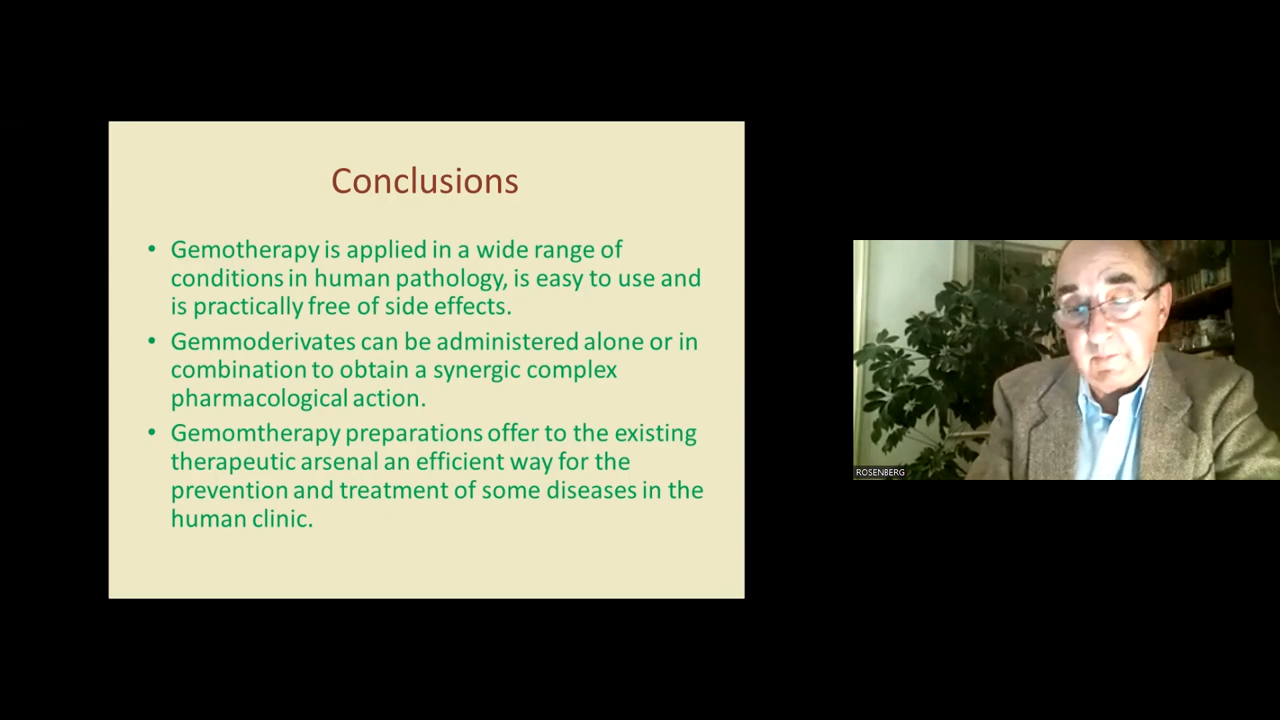 Conclusions
• Gemotherapy is applied in a wide range of
conditions in human pathology, is easy to use and
is practically free of side effects.
• Gemmoderivates can be administered alone or in
combination to obtain a synergic complex
pharmacological action.
• Gemomtherapy preparations offer to the existing
therapeutic arsenal an efficient way for the
prevention and treatment of some diseases in the
human clinic.
ROSENBERG